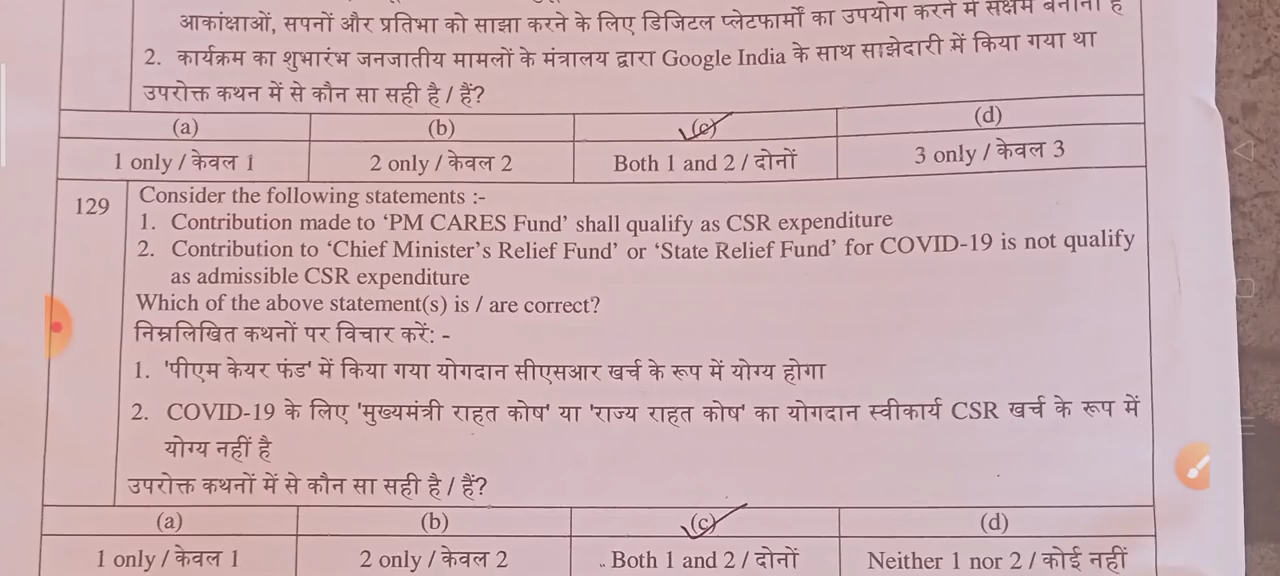 आकांक्षाओं, सपनों और प्रतिभा को साझा करने के लिए डिजिटल प्लेटफार्मों का उपयोग करने में सक्षम बनाना है
2. कार्यक्रम का शुभारंभ जनजातीय मामलों के मंत्रालय द्वारा Google India के साथ साझेदारी में किया गया था
उपरोक्त कथन में से कौन सा सही है / हैं?
(a) (b) (c) (d)
1 only / केवल 1 2 only / केवल 2 Both 1 and 2 / दोनों 3 only / केवल 3
129 Consider the following statements :-
1. Contribution made to ‘PM CARES Fund’ shall qualify as CSR expenditure
2. Contribution to ‘Chief Minister’s Relief Fund’ or ‘State Relief Fund’ for COVID-19 is not qualify
as admissible CSR expenditure
Which of the above statement(s) is / are correct?
निम्नलिखित कथनों पर विचार करें: -
1. 'पीएम केयर फंड' में किया गया योगदान सीएसआर खर्च के रूप में योग्य होगा
2. COVID-19 के लिए 'मुख्यमंत्री राहत कोष' या 'राज्य राहत कोष' का योगदान स्वीकार्य CSR खर्च के रूप में
योग्य नहीं है
उपरोक्त कथनों में से कौन सा सही है / हैं?
(a) (b) (c) (d)
1 only / केवल 1 2 only / केवल 2 Both 1 and 2 / दोनों Neither 1 nor 2 / कोई नहीं